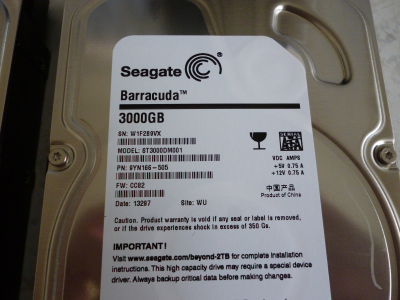 Seagate
Barracuda™
3000GB
SN: W1F289VX
MODEL: ST3000DM001
PN: 9YN166-505
FW: CC82
Date: 13297 Site: WU
SATA
VDC AMPS
+5V 0.75 A
+12V 0.75 A
中国产品
Product of China
Caution: Product warranty is void if any seal or label is removed,
or if the drive experiences shock in excess of 350 Gs.
IMPORTANT!
Visit www.seagate.com/beyond-2TB for complete installation
instructions. This high capacity drive may require a special driver.
Always backup critical data before making changes.